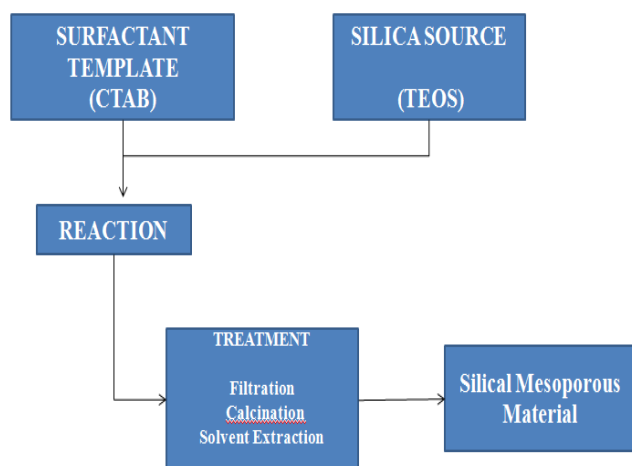 SURFACTANT
TEMPLATE
(CTAB)
SILICA SOURCE
(TEOS)
REACTION
TREATMENT
Filtration
Calcination
Solvent Extraction
Silical Mesoporous
Material